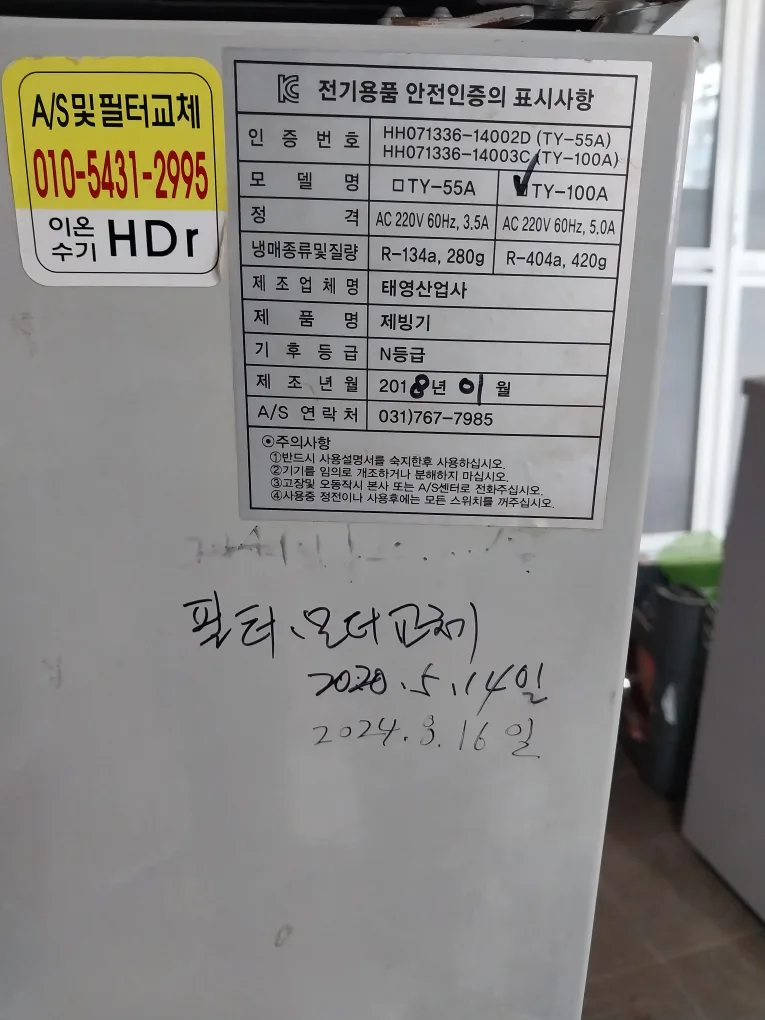 A/S및필터교체
010-5431-2995
이온
수기 HDr
전기용품 안전인증의 표시사항
인증번호 HH071336-14002D (TY-55A)
HH071336-14003C (TY-100A)
모델명 □TY-55A ☑TY-100A
정격 AC 220V 60Hz, 3.5A AC 220V 60Hz, 5.0A
냉매종류및질량 R-134a, 280g R-404a, 420g
제조업체명 태영산업사
제품명 제빙기
기후등급 N등급
제조년월 2018년 01월
A/S 연락처 031)767-7985
⊙주의사항
①반드시 사용설명서를 숙지한후 사용하십시오.
②기기를 임의로 개조하거나 분해하지 마십시오.
③고장및 오동작시 본사 또는 A/S센터로 전화주십시오.
④사용중 정전이나 사용후에는 모든 스위치를 꺼주십시오.
필터、모터교체
2020.5.14일
2024.8.16일